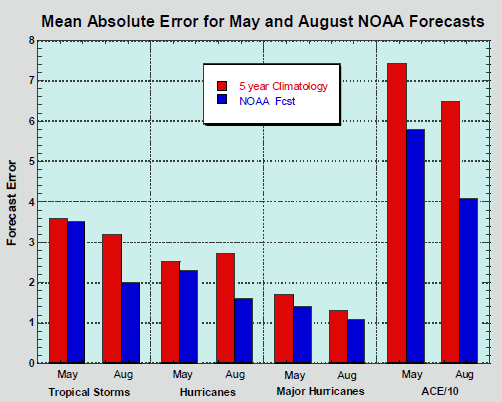 Mean Absolute Error for May and August NOAA Forecasts
8
7
6
5
4
3
2
1
0
Forecast Error
5 year Climatology
NOAA Fcst
May Aug May Aug May Aug May Aug
Tropical Storms Hurricanes Major Hurricanes ACE/10